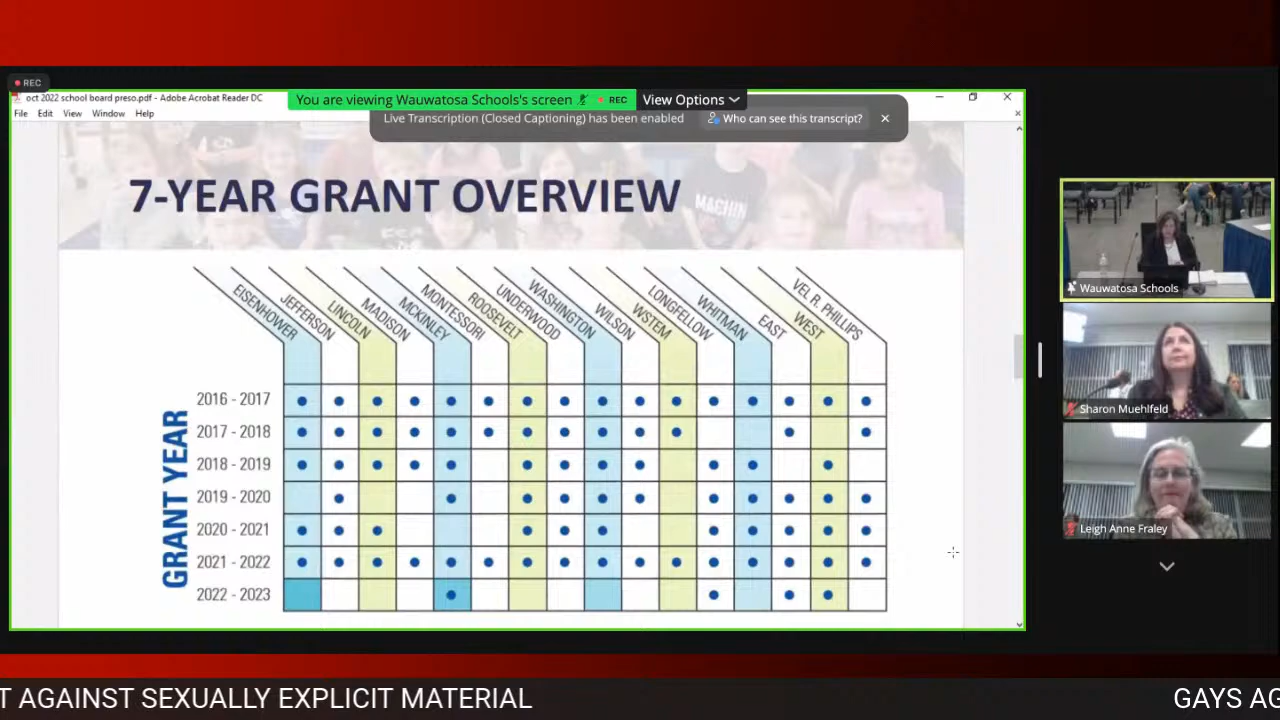 REC
oct 2022 school board preso.pdf - Adobe Acrobat Reader DC
You are viewing Wauwatosa Schools's screen
REC
View Options
File Edit View Window Help
Live Transcription (Closed Captioning) has been enabled
Who can see this transcript?
7-YEAR GRANT OVERVIEW
MACHIN
EISENHOWER
JEFFERSON
LINCOLN
MADISON
MCKINLEY
MONTESSORI
ROOSEVELT
UNDERWOOD
WASHINGTON
WILSON
WSTEM
LONGFELLOW
WHITMAN
EAST
WEST
VEL R. PHILLIPS
GRANT YEAR
2016 - 2017
2017 - 2018
2018 - 2019
2019 - 2020
2020 - 2021
2021 - 2022
2022 - 2023
Wauwatosa Schools
Sharon Muehlfeld
Leigh Anne Fraley
T AGAINST SEXUALLY EXPLICIT MATERIAL
GAYS AG